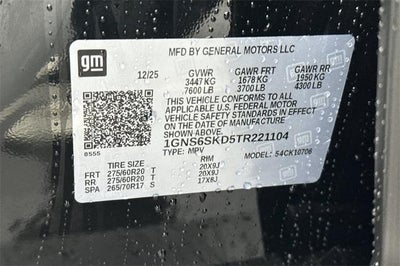 gm
MFD BY GENERAL MOTORS LLC
12/25 GVWR GAWR FRT GAWR RR
3447 KG 1678 KG 1950 KG
7600 LB 3700 LB 4300 LB
THIS VEHICLE CONFORMS TO ALL
APPLICABLE U.S. FEDERAL MOTOR
VEHICLE SAFETY STANDARDS IN EFFECT
ON THE DATE OF MANUFACTURE SHOWN ABOVE.
1GNS6SKD5TR221104
8555 TYPE: MPV MODEL: 54CK10706
TIRE SIZE RIM
FRT 275/60R20 T 20X9J
RR 275/60R20 T 20X9J
SPA 265/70R17 S 17X8J